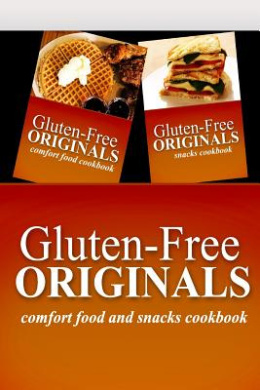 Gluten-Free
ORIGINALS
comfort food cookbook
Gluten-Free
ORIGINALS
snacks cookbook
Gluten-Free
ORIGINALS
comfort food and snacks cookbook